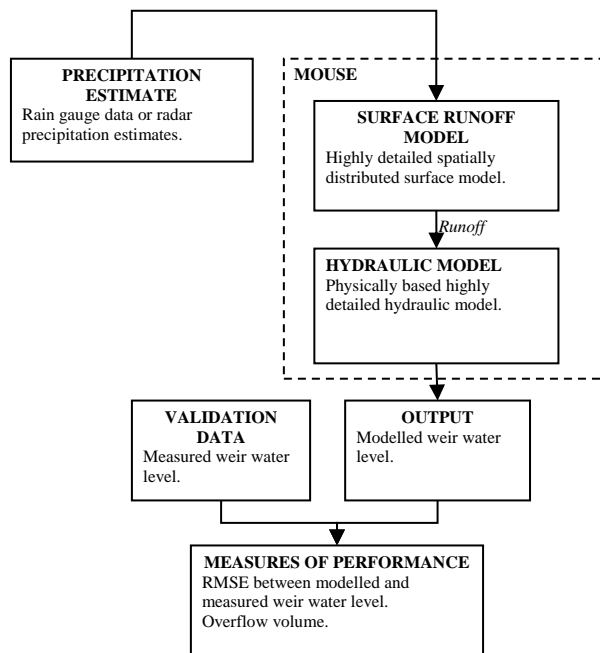 PRECIPITATION
ESTIMATE
Rain gauge data or radar
precipitation estimates.
MOUSE
SURFACE RUNOFF
MODEL
Highly detailed spatially
distributed surface model.
Runoff
HYDRAULIC MODEL
Physically based highly
detailed hydraulic model.
VALIDATION
DATA
Measured weir water
level.
OUTPUT
Modelled weir water
level.
MEASURES OF PERFORMANCE
RMSE between modelled and
measured weir water level.
Overflow volume.